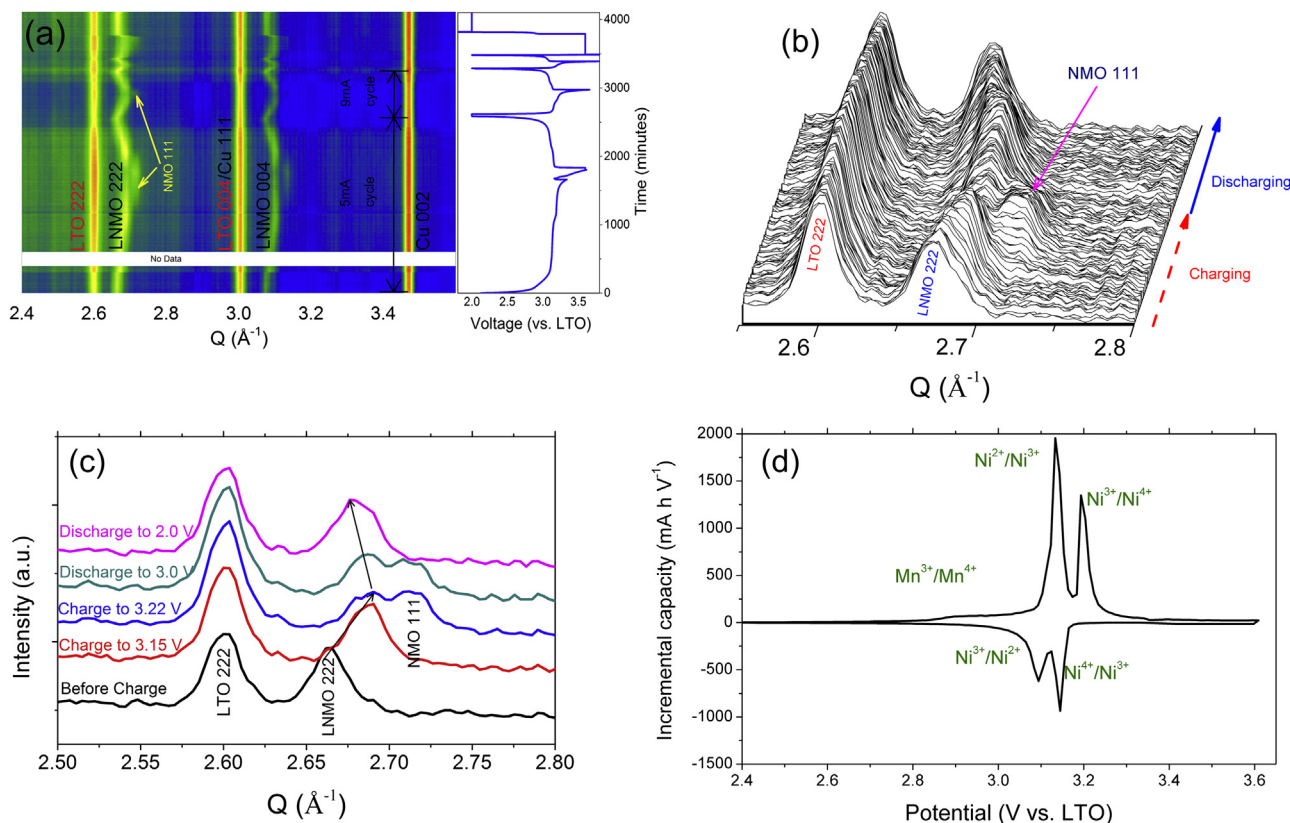 (a)
LTO 222
LNMO 222
NMO 111
LTO 004/Cu 111
LNMO 004
5mA
cycle
9mA
cycle
Cu 002
No Data
2.4 2.6 2.8 3.0 3.2 3.4
Q (Å-1)
2.1 2.6 3.1 3.6
Voltage (vs. LTO)
4000
3000
2000
1000
0
Time (minutes)
(b)
NMO 111
LTO 222
LNMO 222
Discharging
Charging
2.6 2.7 2.8
Q (Å-1)
(c)
Discharge to 2.0 V
Discharge to 3.0 V
Charge to 3.22 V
Charge to 3.15 V
Before Charge
LTO 222
LNMO 222
NMO 111
Intensity (a.u.)
2.50 2.55 2.60 2.65 2.70 2.75 2.80
Q (Å-1)
(d)
Ni2+/Ni3+
Ni3+/Ni4+
Mn3+/Mn4+
Ni3+/Ni2+
Ni4+/Ni3+
2000
1500
1000
500
0
-500
-1000
-1500
Incremental capacity (mA h V-1)
2.4 2.6 2.8 3.0 3.2 3.4 3.6
Potential (V vs. LTO)